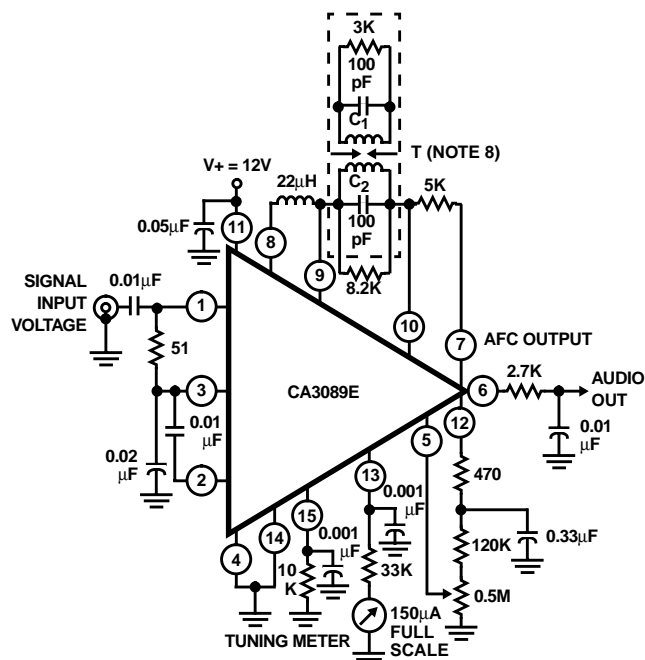 3K
100
pF
C1
T (NOTE 8)
V+ = 12V
22μH
C2
100
pF
5K
0.05μF
11
8
9
8.2K
10
SIGNAL
INPUT
VOLTAGE
0.01μF
1
51
7
AFC OUTPUT
3
CA3089E
6
2.7K
AUDIO
OUT
0.01
μF
0.02
μF
2
0.01
μF
5
12
13
470
4
14
15
0.001
μF
0.001
μF
0.33μF
120K
10
K
33K
0.5M
TUNING METER
150μA
FULL
SCALE